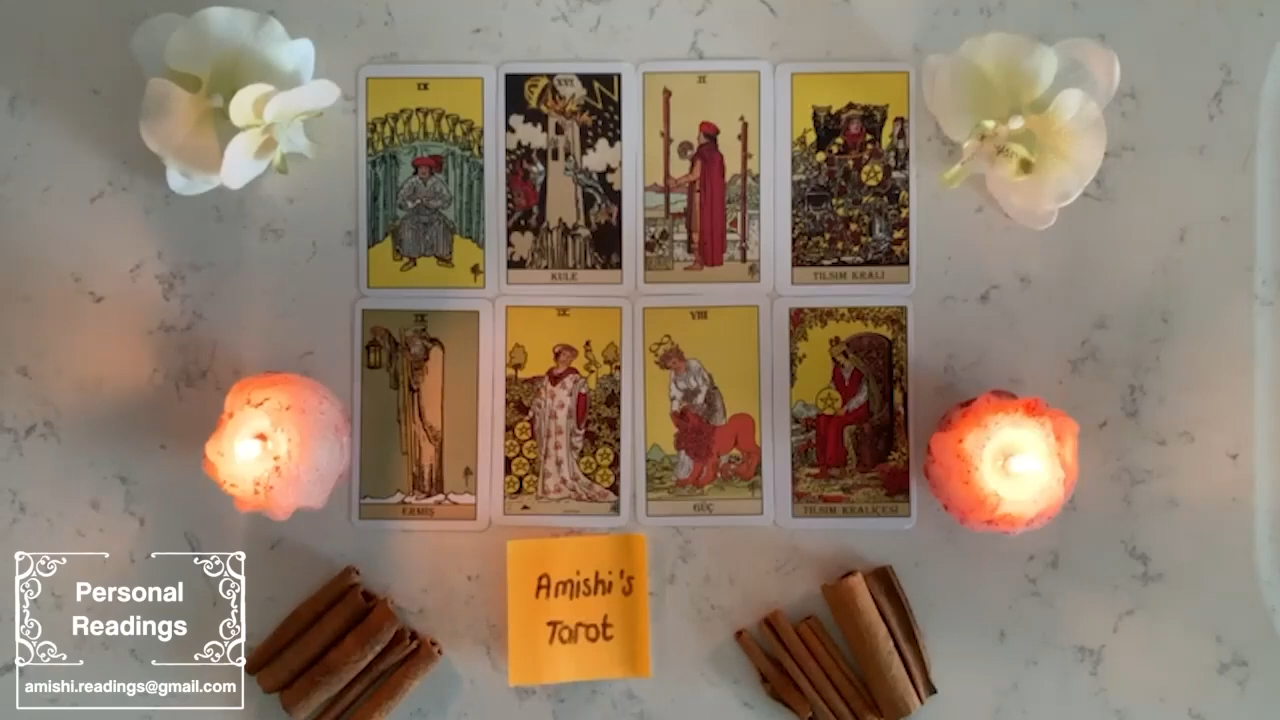 IX
XVI
II
KULE
TILSIM KRALI
IX
IX
VIII
ERMİŞ
GÜÇ
TILSIM KRALİÇESİ
Amishi's
Tarot
Personal
Readings
amishi.readings@gmail.com